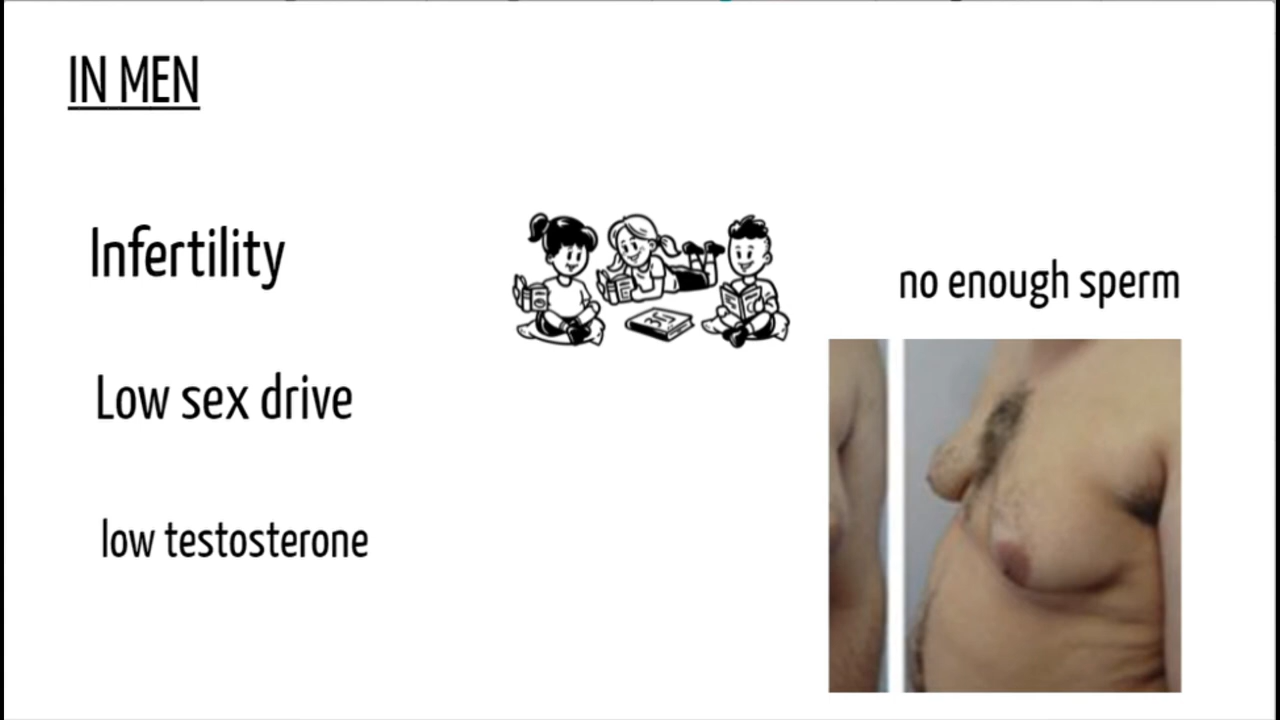 IN MEN
Infertility
no enough sperm
Low sex drive
low testosterone